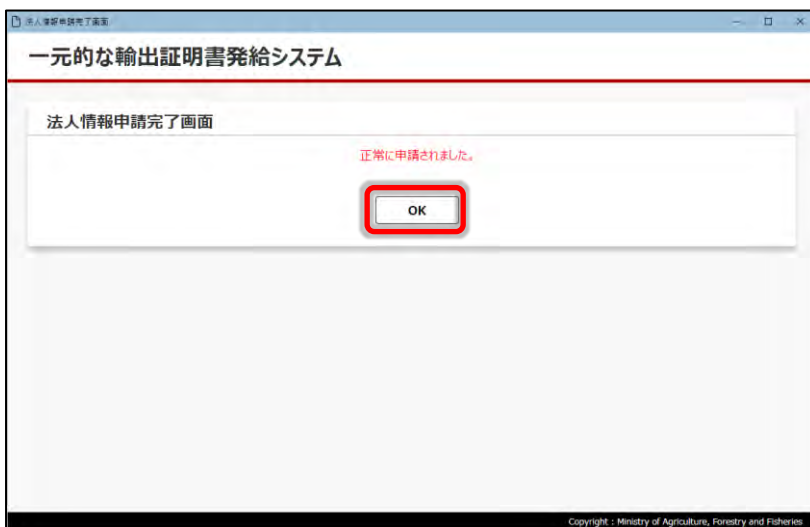 法人情報申請完了画面
一元的な輸出証明書発給システム
法人情報申請完了画面
正常に申請されました。
OK
Copyright : Ministry of Agriculture, Forestry and Fisheries